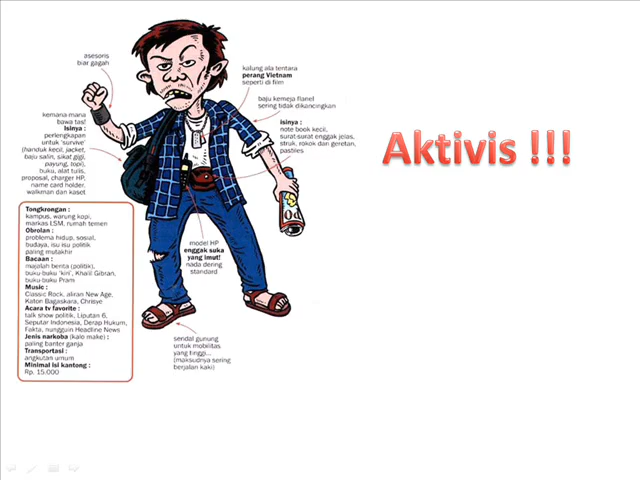 asesoris
biar gagah
kalung ala tentara
perang Vietnam
seperti di film
baju kemeja flanel
sering tidak dikancingkan
kemana-mana
bawa tas!
Isinya :
perlengkapan
untuk 'survive'
(handuk kecil, jacket,
baju salin, sikat gigi,
payung, topi),
buku, alat tulis,
proposal, charger HP,
name card holder,
walkman dan kaset
isinya :
note book kecil,
surat-surat enggak jelas,
struk, rokok dan geretan,
pastiles
Aktivis !!!
Tongkrongan :
kampus, warung kopi,
markas LSM, rumah temen
Obrolan :
problema hidup, sosial,
budaya, isu isu politik
paling mutakhir
Bacaan :
majalah berita (politik),
buku-buku 'kiri', Khalil Gibran,
buku-buku Pram
Music :
Classic Rock, aliran New Age,
Katon Bagaskara, Chrisye
Acara tv favorite :
talk show politik, Liputan 6,
Seputar Indonesia, Derap Hukum,
Fakta, nungguin Headline News
Jenis narkoba (kalo make) :
paling banter ganja
Transportasi :
angkutan umum
Minimal isi kantong :
Rp. 15.000
model HP
enggak suka
yang imut!
nada dering
standard
sendal gunung
untuk mobilitas
yang tinggi...
(maksudnya sering
berjalan kaki)